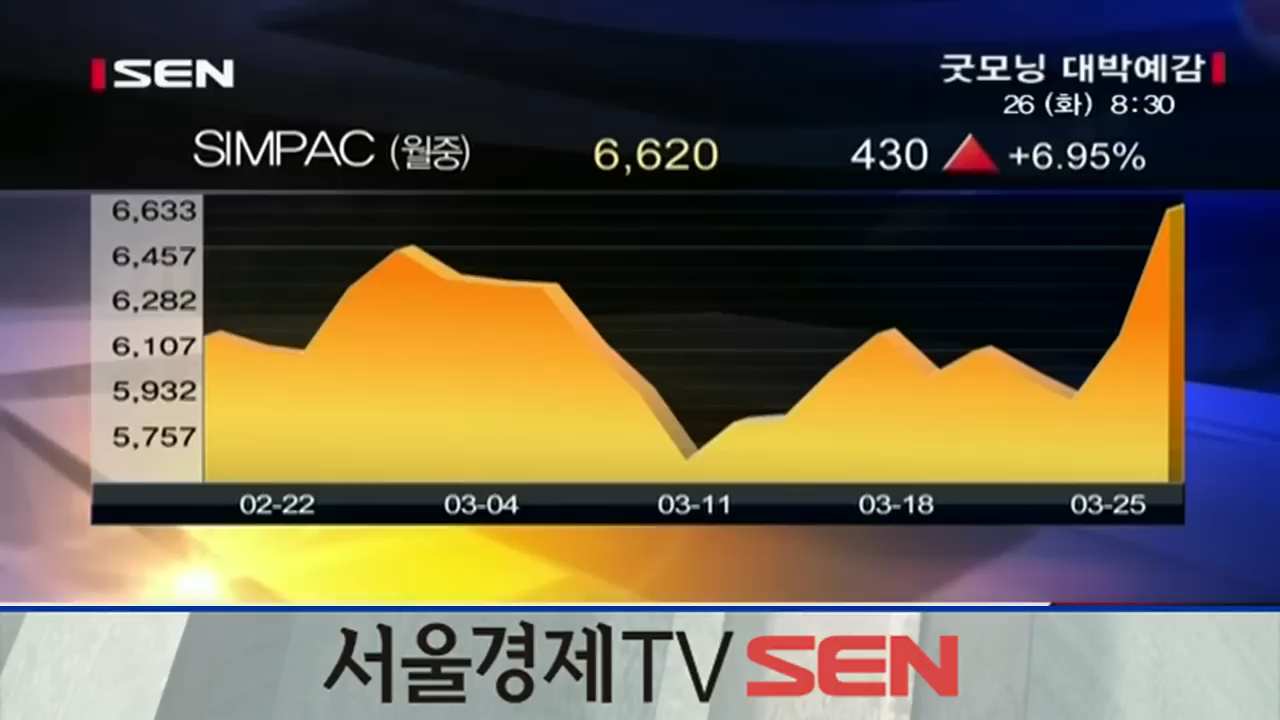 SEN
굿모닝 대박예감
26 (화) 8:30
SIMPAC (월중) 6,620 430 ▲ +6.95%
6,633
6,457
6,282
6,107
5,932
5,757
02-22 03-04 03-11 03-18 03-25
서울경제TV SEN